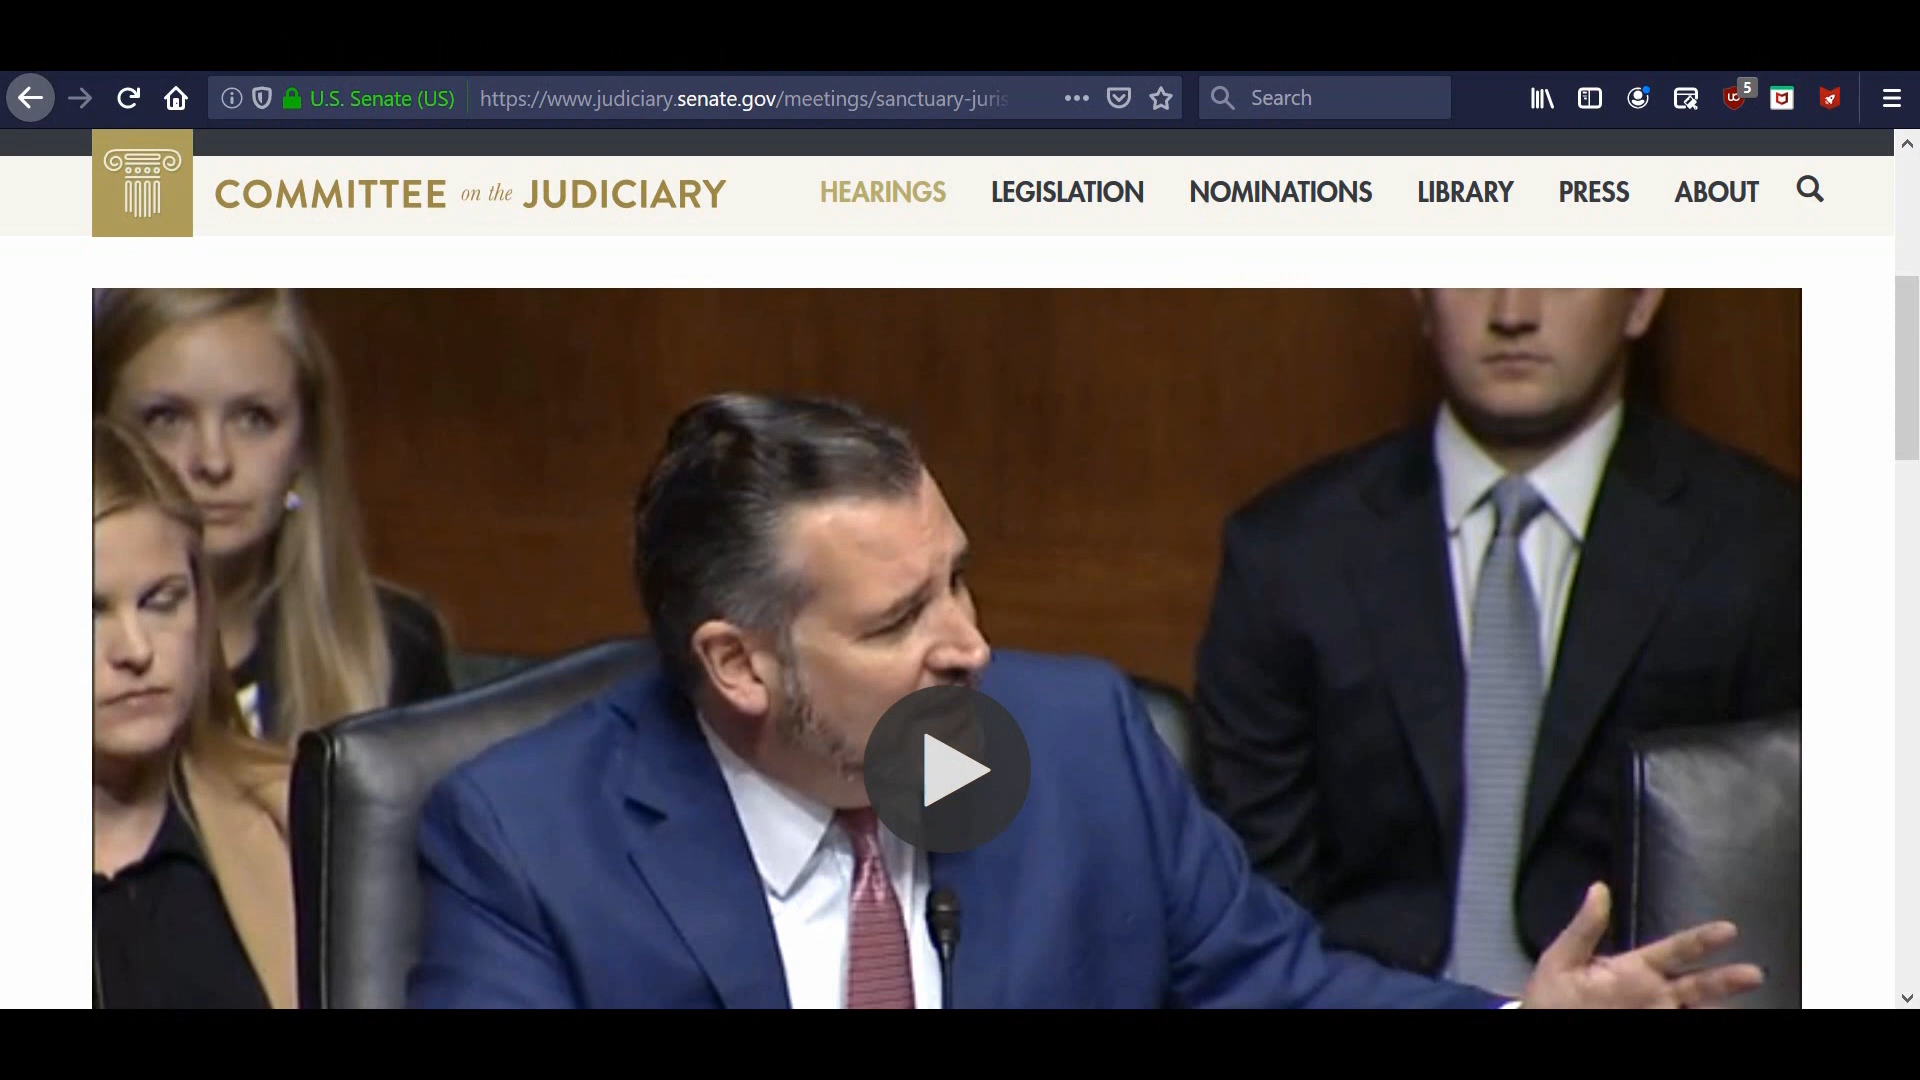 U.S. Senate (US)
https://www.judiciary.senate.gov/meetings/sanctuary-juris
Search
5
COMMITTEE on the JUDICIARY
HEARINGS LEGISLATION NOMINATIONS LIBRARY PRESS ABOUT